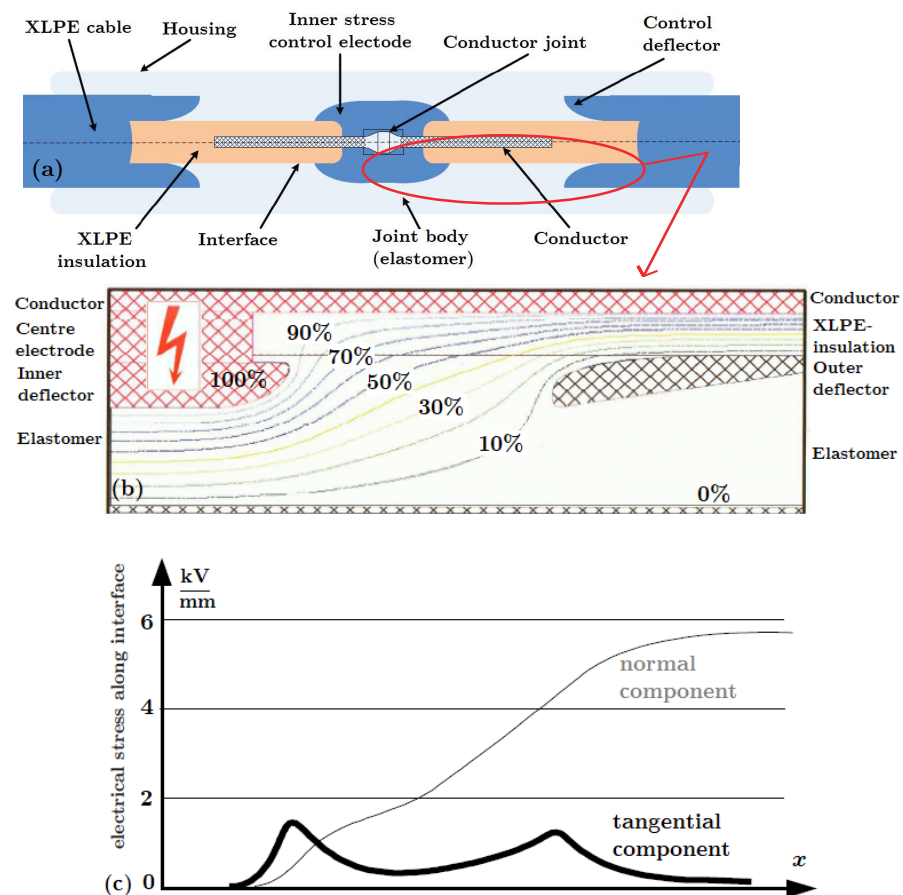 XLPE cable
Housing
Inner stress
control electode
Conductor joint
Control
deflector
(a)
XLPE
insulation
Interface
Joint body
(elastomer)
Conductor
Conductor
Centre
electrode
Inner
deflector
Elastomer
90%
70%
100%
50%
30%
10%
0%
(b)
Conductor
XLPE-
insulation
Outer
deflector
Elastomer
electrical stress along interface
kV
mm
6
4
2
0
normal
component
tangential
component
x
(c)